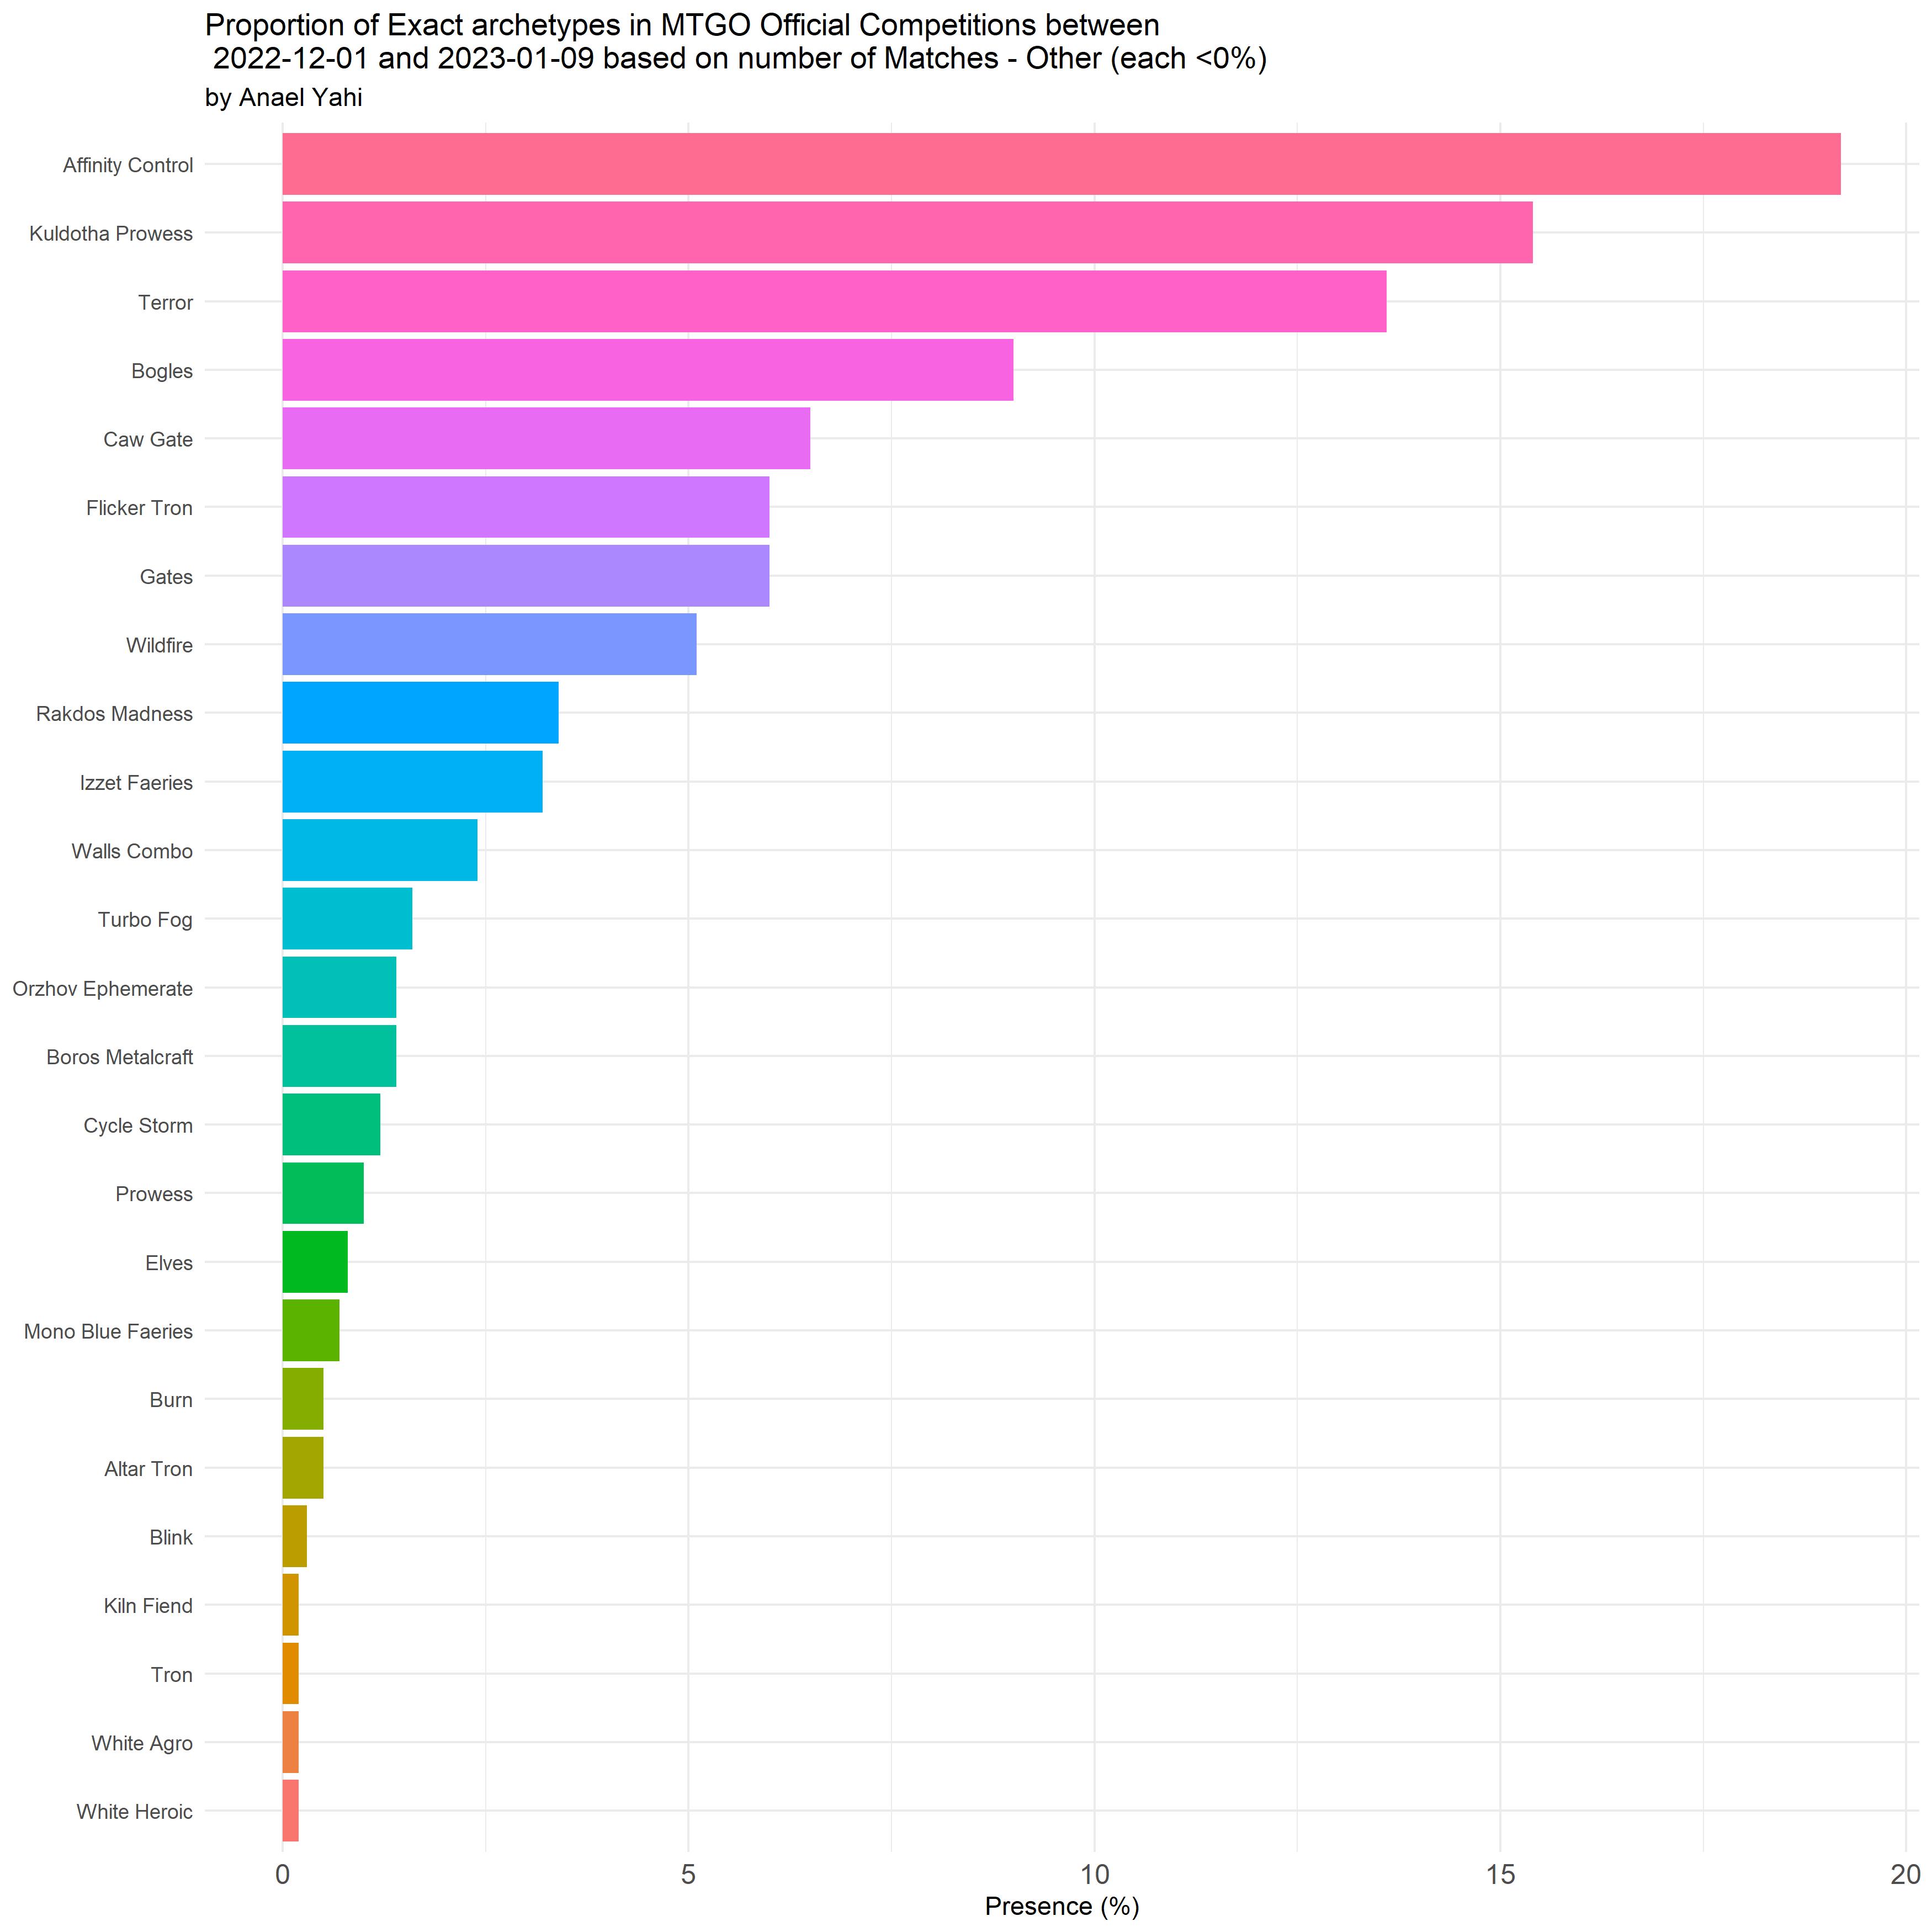 Proportion of Exact archetypes in MTGO Official Competitions between
2022-12-01 and 2023-01-09 based on number of Matches - Other (each <0%)
by Anael Yahi
Affinity Control
Kuldotha Prowess
Terror
Bogles
Caw Gate
Flicker Tron
Gates
Wildfire
Rakdos Madness
Izzet Faeries
Walls Combo
Turbo Fog
Orzhov Ephemerate
Boros Metalcraft
Cycle Storm
Prowess
Elves
Mono Blue Faeries
Burn
Altar Tron
Blink
Kiln Fiend
Tron
White Agro
White Heroic
0 5 10 15 20
Presence (%)